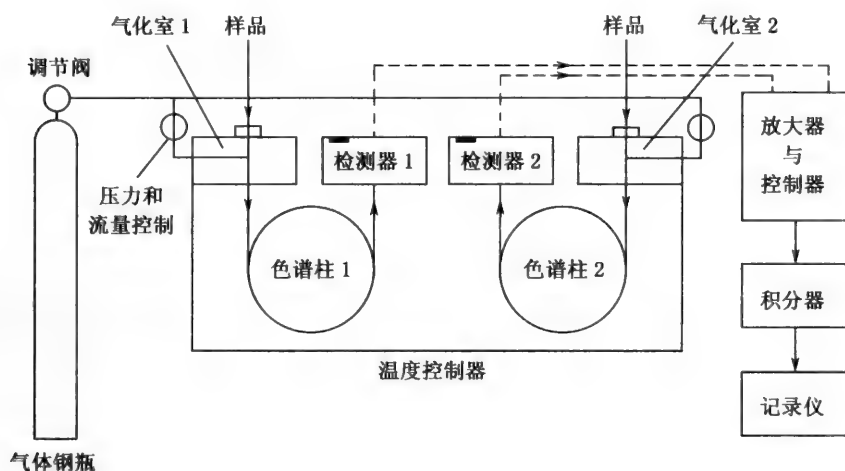 气化室 1
样品
样品
气化室 2
调节阀
检测器 1
检测器 2
放大器
与
控制器
压力和
流量控制
色谱柱 1
色谱柱 2
积分器
温度控制器
记录仪
气体钢瓶